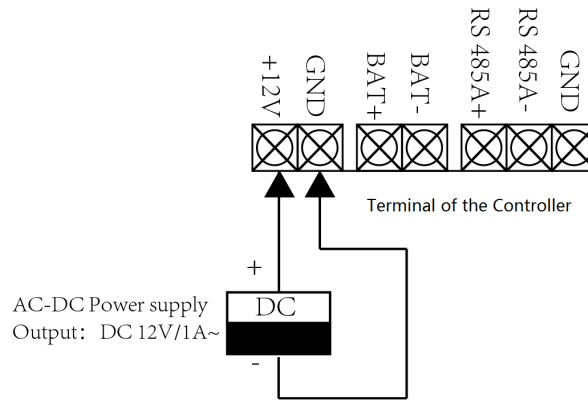 +12V
GND
BAT+
BAT-
RS 485A+
RS 485A-
GND
Terminal of the Controller
+
DC
AC-DC Power supply
Output： DC 12V/1A~
-